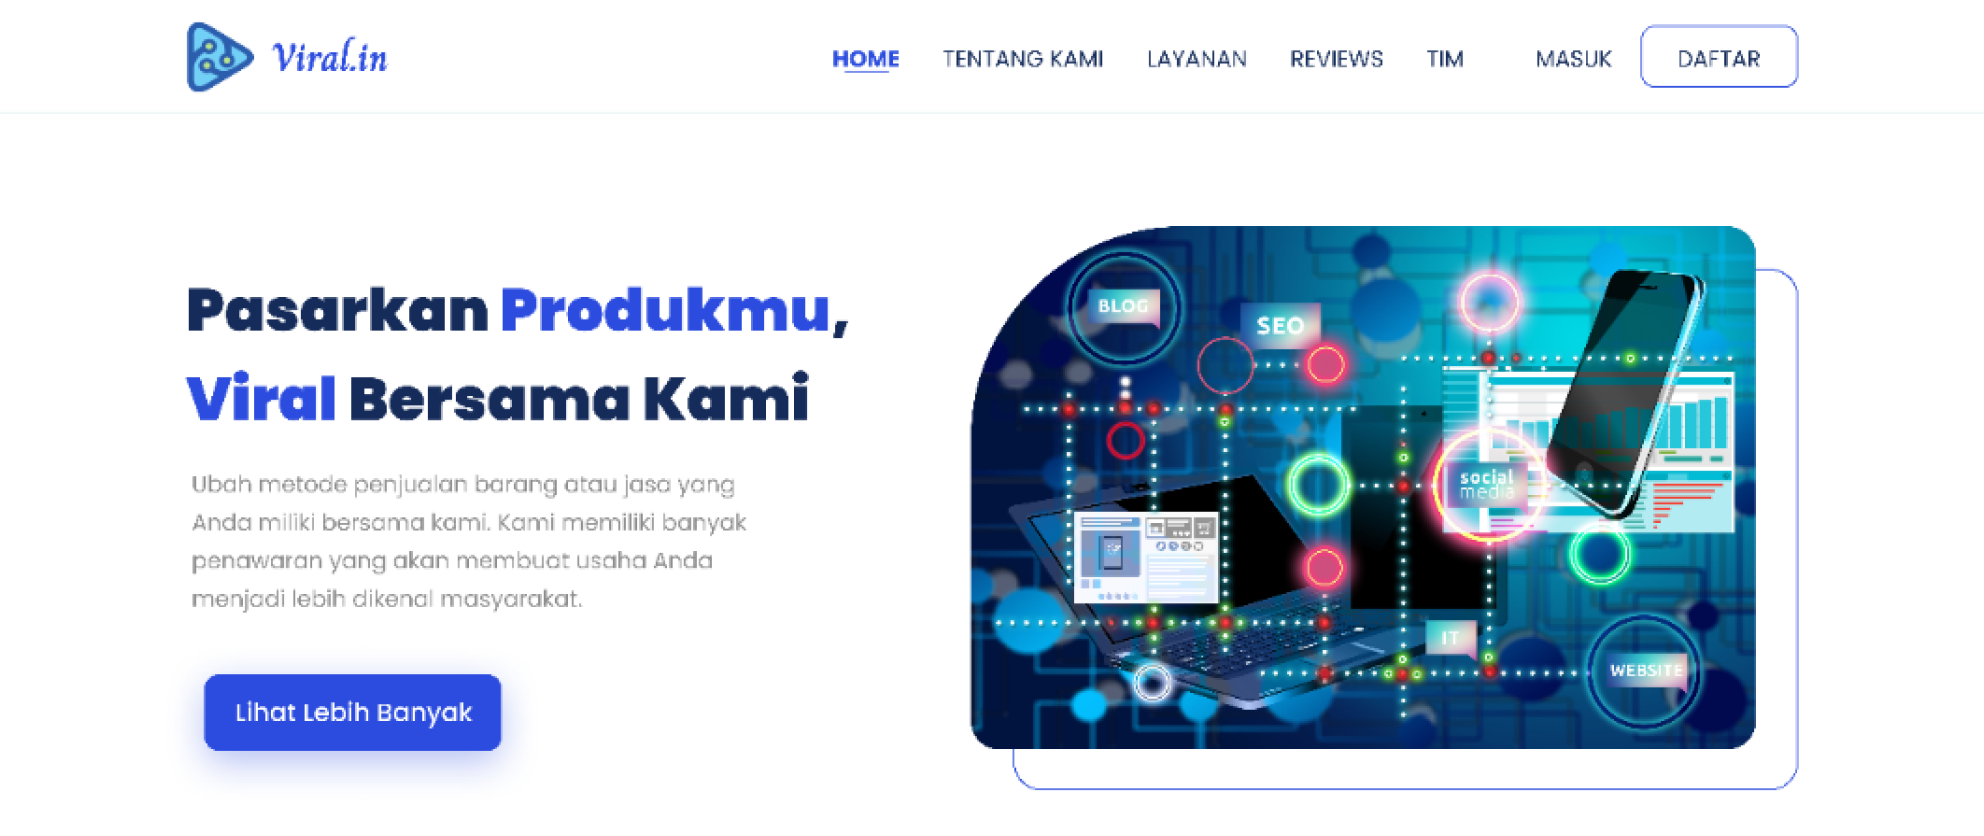 Viral.in
HOME TENTANG KAMI LAYANAN REVIEWS TIM MASUK DAFTAR
Pasarkan Produkmu,
Viral Bersama Kami
Ubah metode penjualan barang atau jasa yang
Anda miliki bersama kami. Kami memiliki banyak
penawaran yang akan membuat usaha Anda
menjadi lebih dikenal masyarakat.
Lihat Lebih Banyak
BLOG
SEO
social
media
IT
WEBSITE